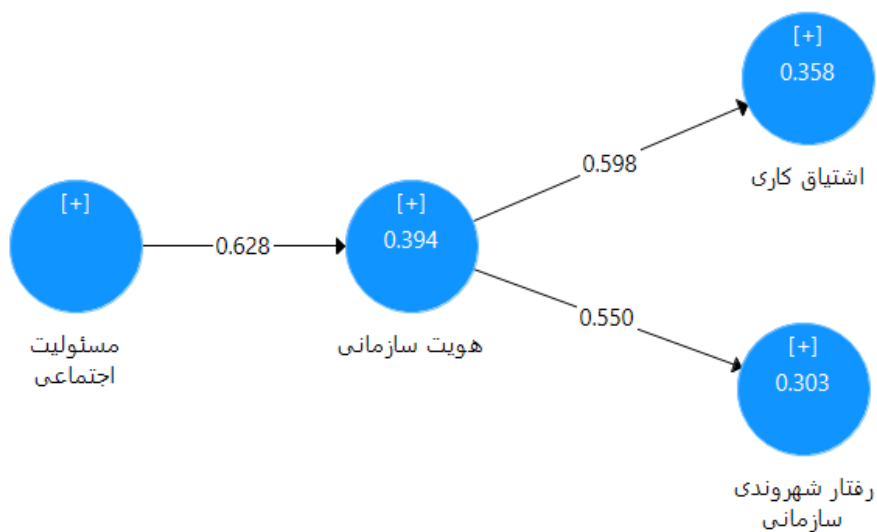 [+]
0.358
اشتیاق کاری
0.598
[+]
0.628
[+]
0.394
مسئولیت
اجتماعی
هویت سازمانی
0.550
[+]
0.303
رفتار شهروندی
سازمانی